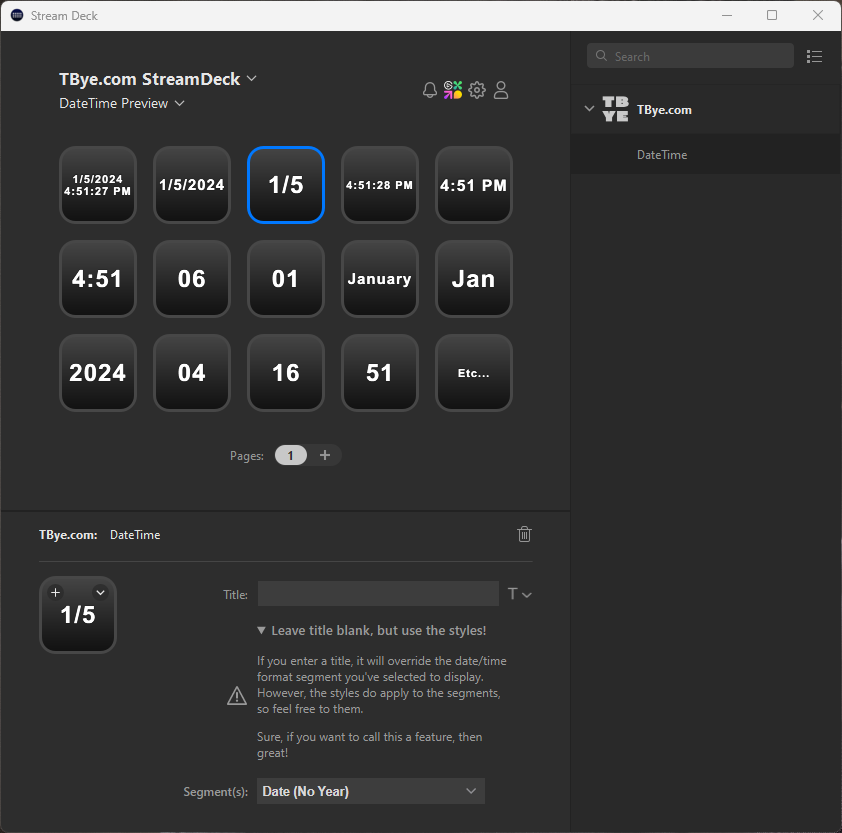 Stream Deck
TBye.com StreamDeck
DateTime Preview
1/5/2024
4:51:27 PM
1/5/2024
1/5
4:51:28 PM
4:51 PM
4:51
06
01
January
Jan
2024
04
16
51
Etc...
Pages:
1
+
TBye.com: DateTime
1/5
Title:
T
▼ Leave title blank, but use the styles!
If you enter a title, it will override the date/time
format segment you've selected to display.
However, the styles do apply to the segments,
so feel free to them.
Sure, if you want to call this a feature, then
great!
Segment(s):
Date (No Year)
Search
TB
YE
TBye.com
DateTime